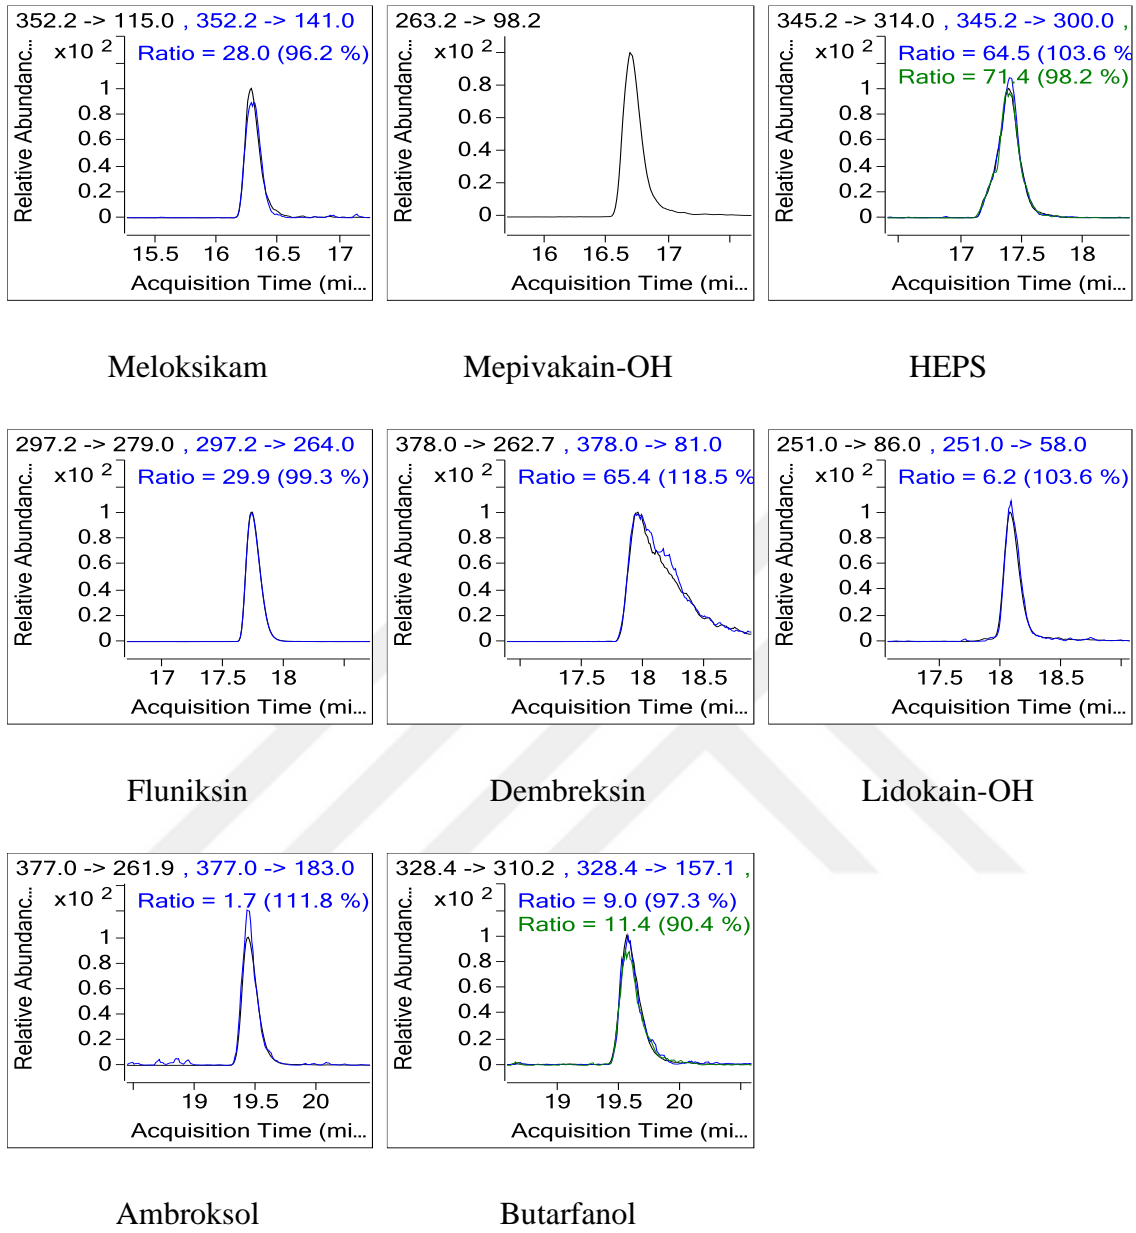 352.2 -> 115.0 , 352.2 -> 141.0
x10 2
Ratio = 28.0 (96.2 %)
Relative Abundanc...
1
0.8
0.6
0.4
0.2
0
15.5 16 16.5 17
Acquisition Time (mi...
Meloksikam
263.2 -> 98.2
x10 2
Relative Abundanc...
1
0.8
0.6
0.4
0.2
0
16 16.5 17
Acquisition Time (mi...
Mepivakain-OH
345.2 -> 314.0 , 345.2 -> 300.0 ,
x10 2
Ratio = 64.5 (103.6 %
Ratio = 71.4 (98.2 %)
Relative Abundanc...
1
0.8
0.6
0.4
0.2
0
17 17.5 18
Acquisition Time (mi...
HEPS
297.2 -> 279.0 , 297.2 -> 264.0
x10 2
Ratio = 29.9 (99.3 %)
Relative Abundanc...
1
0.8
0.6
0.4
0.2
0
17 17.5 18
Acquisition Time (mi...
Fluniksin
378.0 -> 262.7 , 378.0 -> 81.0
x10 2
Ratio = 65.4 (118.5 %
Relative Abundanc...
1
0.8
0.6
0.4
0.2
0
17.5 18 18.5
Acquisition Time (mi...
Dembreksin
251.0 -> 86.0 , 251.0 -> 58.0
x10 2
Ratio = 6.2 (103.6 %)
Relative Abundanc...
1
0.8
0.6
0.4
0.2
0
17.5 18 18.5
Acquisition Time (mi...
Lidokain-OH
377.0 -> 261.9 , 377.0 -> 183.0
x10 2
Ratio = 1.7 (111.8 %)
Relative Abundanc...
1
0.8
0.6
0.4
0.2
0
19 19.5 20
Acquisition Time (mi...
Ambroksol
328.4 -> 310.2 , 328.4 -> 157.1 ,
x10 2
Ratio = 9.0 (97.3 %)
Ratio = 11.4 (90.4 %)
Relative Abundanc...
1
0.8
0.6
0.4
0.2
0
19 19.5 20
Acquisition Time (mi...
Butarfanol